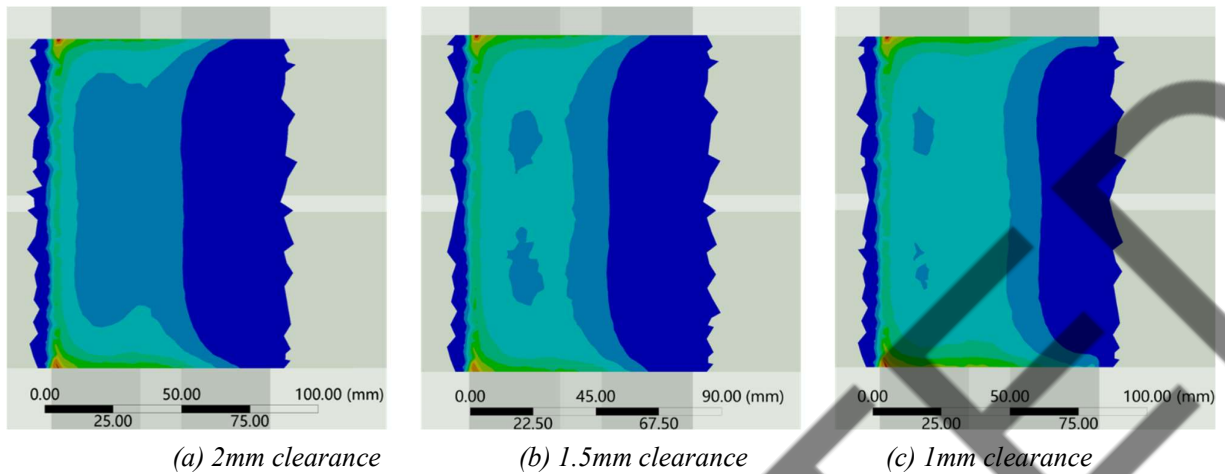 0.00 50.00 100.00 (mm)
25.00 75.00
0.00 45.00 90.00 (mm)
22.50 67.50
0.00 50.00 100.00 (mm)
25.00 75.00
(a) 2mm clearance
(b) 1.5mm clearance
(c) 1mm clearance